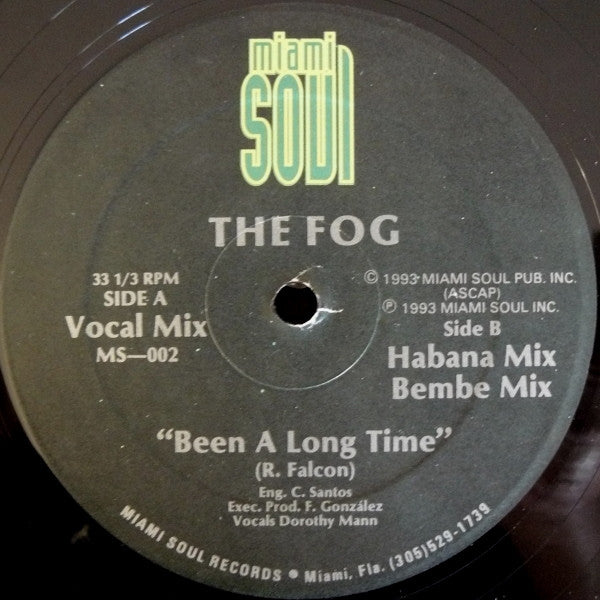 miami
SOUL
THE FOG
33 1/3 RPM
SIDE A
Vocal Mix
MS—002
© 1993 MIAMI SOUL PUB. INC.
(ASCAP)
℗ 1993 MIAMI SOUL INC.
Side B
Habana Mix
Bembe Mix
“Been A Long Time”
(R. Falcon)
Eng. C. Santos
Exec. Prod. F. González
Vocals Dorothy Mann
MIAMI SOUL RECORDS • Miami, Fla. (305)529-1739